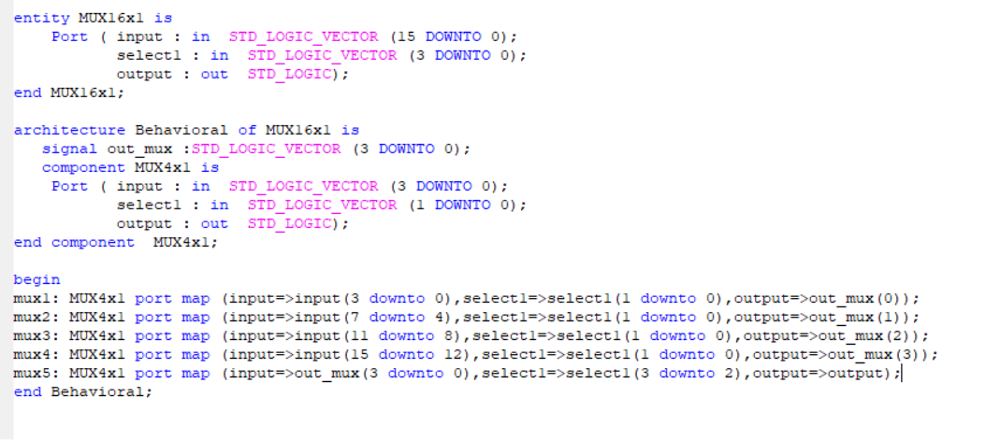 entity MUX16x1 is
    Port ( input : in  STD_LOGIC_VECTOR (15 DOWNTO 0);
           select1 : in  STD_LOGIC_VECTOR (3 DOWNTO 0);
           output : out  STD_LOGIC);
end MUX16x1;

architecture Behavioral of MUX16x1 is
   signal out_mux :STD_LOGIC_VECTOR (3 DOWNTO 0);
   component MUX4x1 is
    Port ( input : in  STD_LOGIC_VECTOR (3 DOWNTO 0);
           select1 : in  STD_LOGIC_VECTOR (1 DOWNTO 0);
           output : out  STD_LOGIC);
end component  MUX4x1;

begin
mux1: MUX4x1 port map (input=>input(3 downto 0),select1=>select1(1 downto 0),output=>out_mux(0));
mux2: MUX4x1 port map (input=>input(7 downto 4),select1=>select1(1 downto 0),output=>out_mux(1));
mux3: MUX4x1 port map (input=>input(11 downto 8),select1=>select1(1 downto 0),output=>out_mux(2));
mux4: MUX4x1 port map (input=>input(15 downto 12),select1=>select1(1 downto 0),output=>out_mux(3));
mux5: MUX4x1 port map (input=>out_mux(3 downto 0),select1=>select1(3 downto 2),output=>output);
end Behavioral;